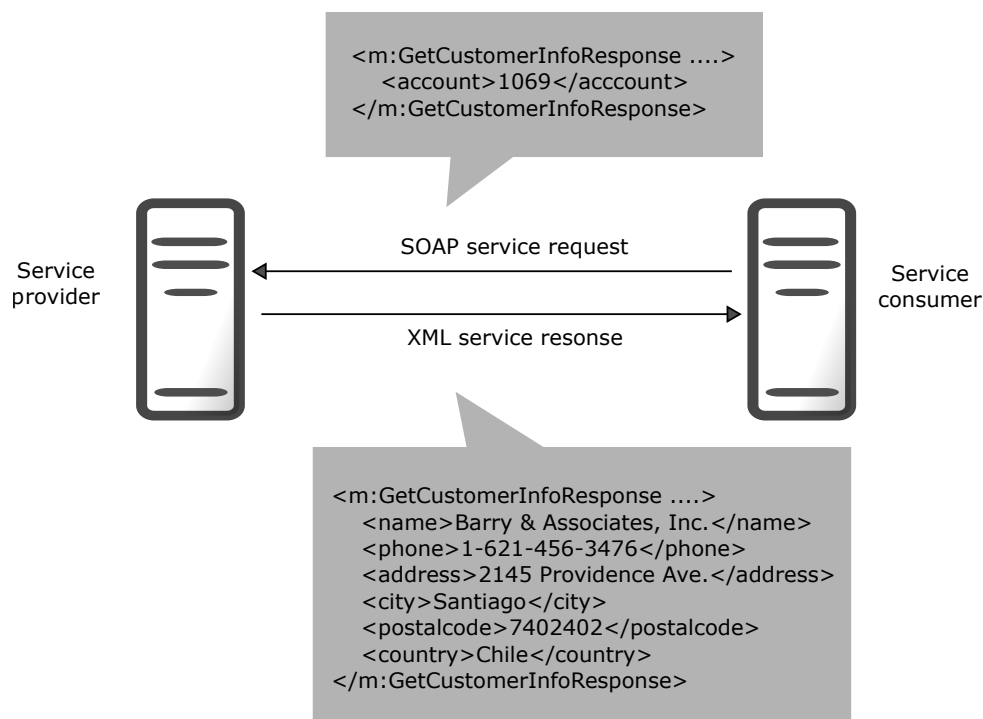 <m:GetCustomerInfoResponse ....>
<account>1069</acccount>
</m:GetCustomerInfoResponse>
SOAP service request
Service
provider
Service
consumer
XML service resonse
<m:GetCustomerInfoResponse ....>
<name>Barry & Associates, Inc.</name>
<phone>1-621-456-3476</phone>
<address>2145 Providence Ave.</address>
<city>Santiago</city>
<postalcode>7402402</postalcode>
<country>Chile</country>
</m:GetCustomerInfoResponse>